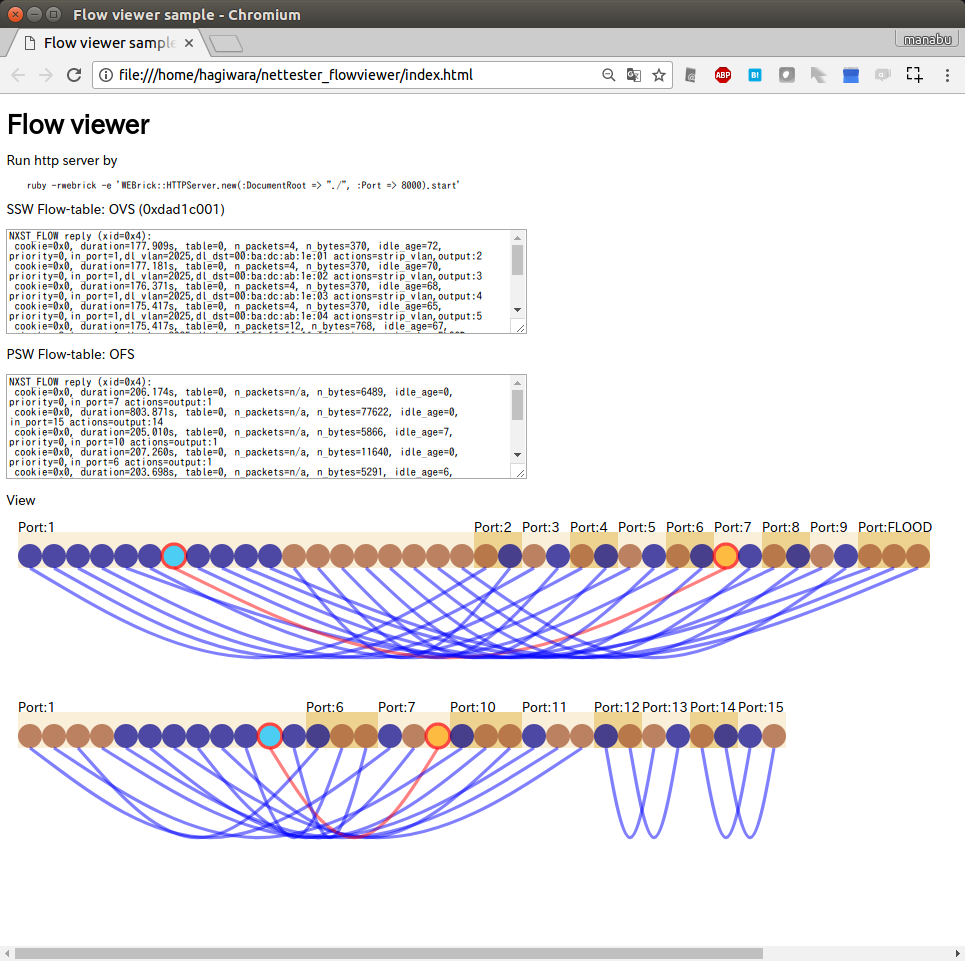 Flow viewer sample - Chromium
Flow viewer sample
manabu
file:///home/hagiwara/nettester_flowviewer/index.html
ABP
B!
Flow viewer
Run http server by
ruby -rwebrick -e 'WEBrick::HTTPServer.new(:DocumentRoot => "./", :Port => 8000).start'
SSW Flow-table: OVS (0xdad1c001)
NXST_FLOW reply (xid=0x4):
cookie=0x0, duration=177.909s, table=0, n_packets=4, n_bytes=370, idle_age=72,
priority=0,in_port=1,dl_vlan=2025,dl_dst=00:ba:dc:ab:1e:01 actions=strip_vlan,output:2
cookie=0x0, duration=177.181s, table=0, n_packets=4, n_bytes=370, idle_age=70,
priority=0,in_port=1,dl_vlan=2025,dl_dst=00:ba:dc:ab:1e:02 actions=strip_vlan,output:3
cookie=0x0, duration=176.371s, table=0, n_packets=4, n_bytes=370, idle_age=68,
priority=0,in_port=1,dl_vlan=2025,dl_dst=00:ba:dc:ab:1e:03 actions=strip_vlan,output:4
cookie=0x0, duration=175.417s, table=0, n_packets=4, n_bytes=370, idle_age=65,
priority=0,in_port=1,dl_vlan=2025,dl_dst=00:ba:dc:ab:1e:04 actions=strip_vlan,output:5
cookie=0x0, duration=175.417s, table=0, n_packets=12, n_bytes=768, idle_age=67,
PSW Flow-table: OFS
NXST_FLOW reply (xid=0x4):
cookie=0x0, duration=206.174s, table=0, n_packets=n/a, n_bytes=6489, idle_age=0,
priority=0,in_port=7 actions=output:1
cookie=0x0, duration=803.871s, table=0, n_packets=n/a, n_bytes=77622, idle_age=0,
in_port=15 actions=output:14
cookie=0x0, duration=205.010s, table=0, n_packets=n/a, n_bytes=5866, idle_age=7,
priority=0,in_port=10 actions=output:1
cookie=0x0, duration=207.260s, table=0, n_packets=n/a, n_bytes=11640, idle_age=0,
priority=0,in_port=6 actions=output:1
cookie=0x0, duration=203.698s, table=0, n_packets=n/a, n_bytes=5291, idle_age=6,
View
Port:1 Port:2 Port:3 Port:4 Port:5 Port:6 Port:7 Port:8 Port:9 Port:FLOOD
Port:1 Port:6 Port:7 Port:10 Port:11 Port:12 Port:13 Port:14 Port:15